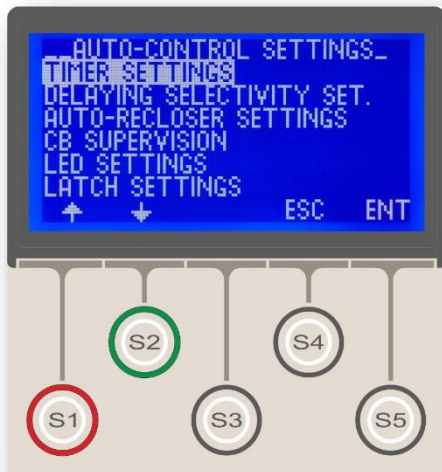 __AUTO-CONTROL SETTINGS_
TIMER SETTINGS
DELAYING SELECTIVITY SET.
AUTO-RECLOSER SETTINGS
CB SUPERVISION
LED SETTINGS
LATCH SETTINGS
ESC ENT
S2 S4
S1 S3 S5